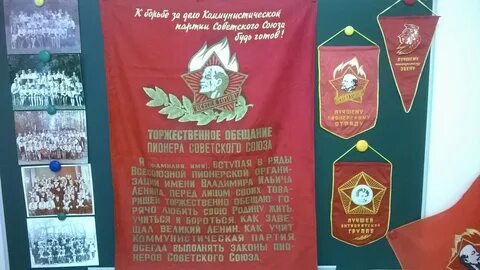 К борьбе за дело Коммунистической
партии Советского Союза
будь готов!
ВСЕГДА ГОТОВ!
ТОРЖЕСТВЕННОЕ ОБЕЩАНИЕ
ПИОНЕРА СОВЕТСКОГО СОЮЗА
Я (ФАМИЛИЯ, ИМЯ), ВСТУПАЯ В РЯДЫ
ВСЕСОЮЗНОЙ ПИОНЕРСКОЙ ОРГАНИ-
ЗАЦИИ ИМЕНИ ВЛАДИМИРА ИЛЬИЧА
ЛЕНИНА, ПЕРЕД ЛИЦОМ СВОИХ ТОВА-
РИЩЕЙ ТОРЖЕСТВЕННО ОБЕЩАЮ ГО-
РЯЧО ЛЮБИТЬ СВОЮ РОДИНУ, ЖИТЬ,
УЧИТЬСЯ И БОРОТЬСЯ, КАК ЗАВЕ-
ЩАЛ ВЕЛИКИЙ ЛЕНИН, КАК УЧИТ
КОММУНИСТИЧЕСКАЯ ПАРТИЯ,
ВСЕГДА ВЫПОЛНЯТЬ ЗАКОНЫ ПИО-
НЕРОВ СОВЕТСКОГО СОЮЗА.
ЛУЧШЕМУ
ПИОНЕРСКОМУ
ОТРЯДУ
ЛУЧШЕМУ
ЗВЕНУ
ЛУЧШЕЙ
ОКТЯБРЯТСКОЙ
ГРУППЕ